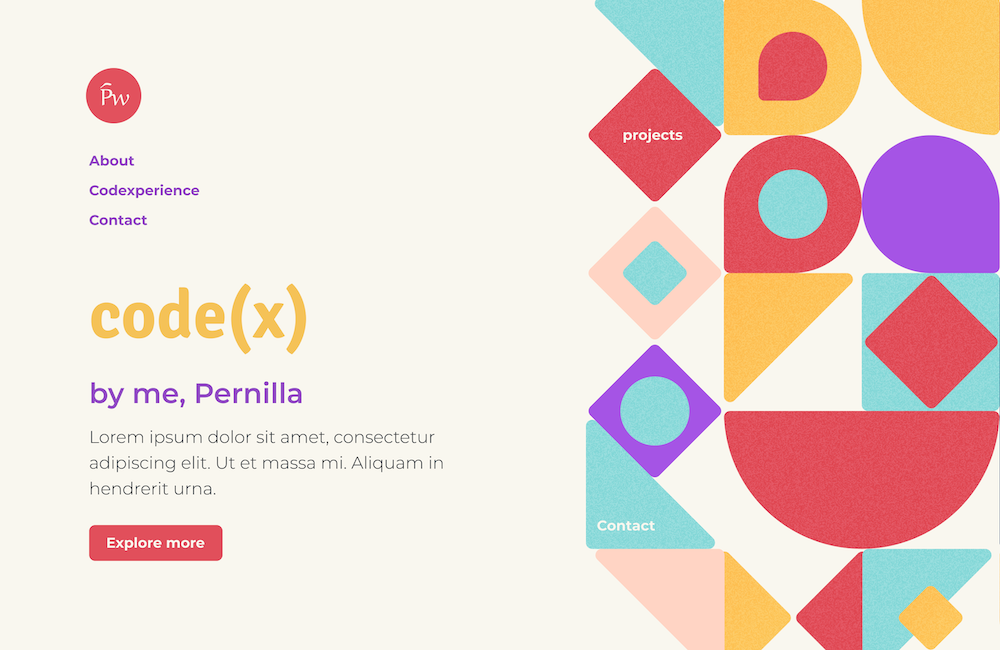 Pw
About
Codexperience
Contact
code(x)
by me, Pernilla
Lorem ipsum dolor sit amet, consectetur
adipiscing elit. Ut et massa mi. Aliquam in
hendrerit urna.
Explore more
projects
Contact